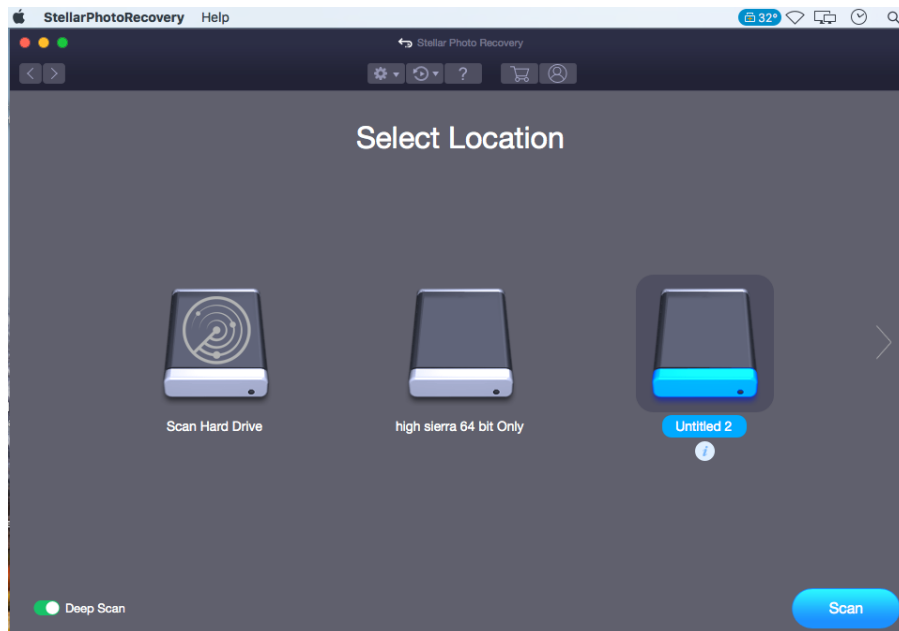 StellarPhotoRecovery Help 32°
Stellar Photo Recovery
?
Select Location
Scan Hard Drive
high sierra 64 bit Only
Untitled 2
i
Deep Scan
Scan